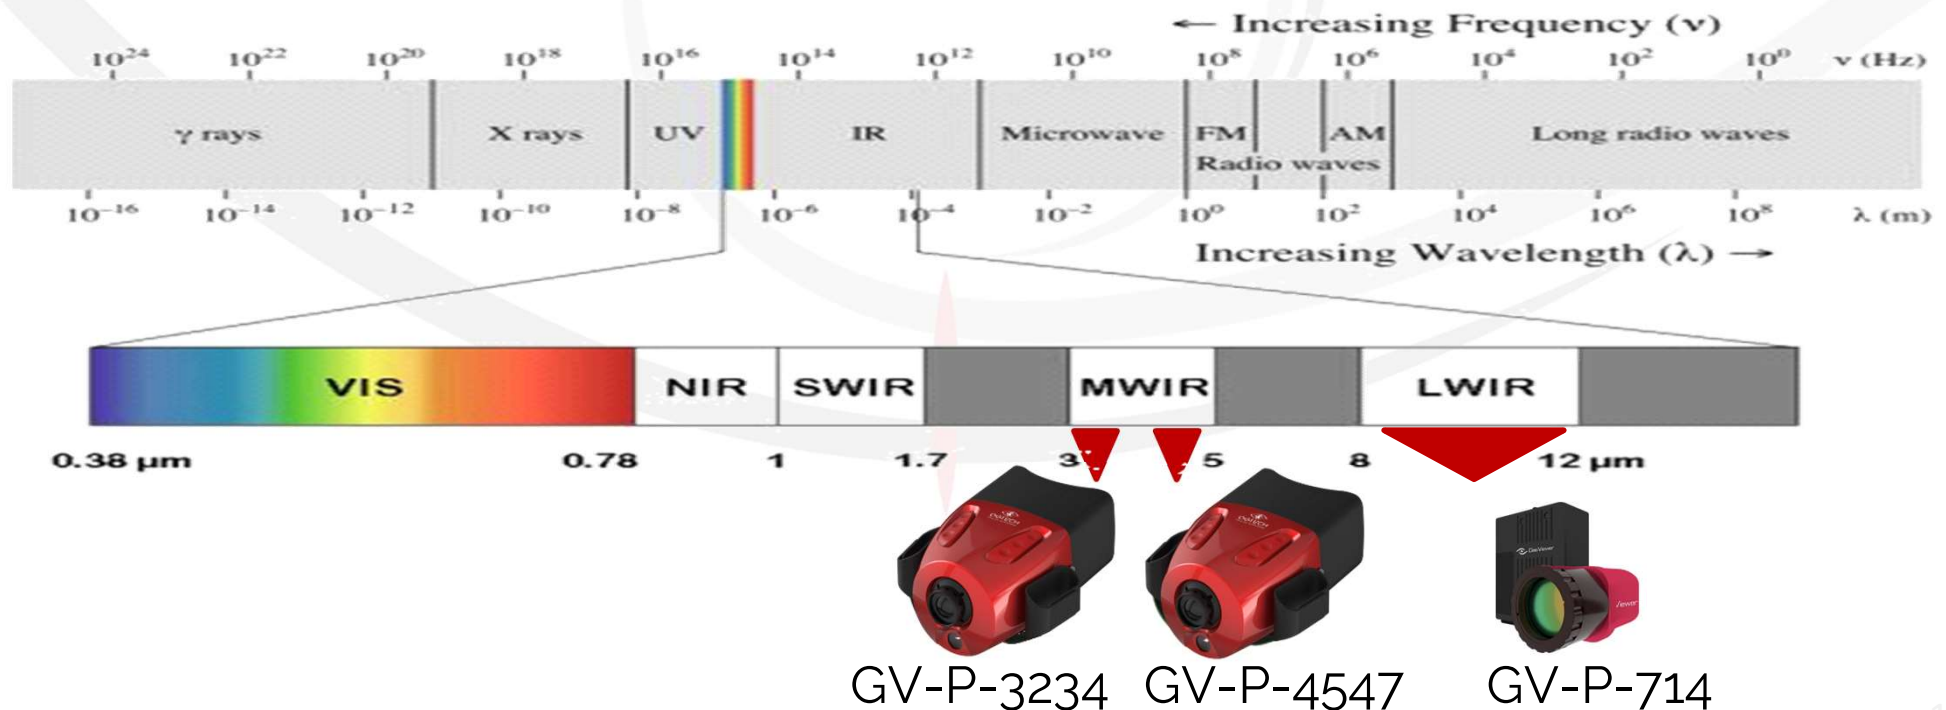 ← Increasing Frequency (ν)
10²⁴ 10²² 10²⁰ 10¹⁸ 10¹⁶ 10¹⁴ 10¹² 10¹⁰ 10⁸ 10⁶ 10⁴ 10² 10⁰ ν (Hz)
γ rays X rays UV IR Microwave FM AM Long radio waves
Radio waves
10⁻¹⁶ 10⁻¹⁴ 10⁻¹² 10⁻¹⁰ 10⁻⁸ 10⁻⁶ 10⁻⁴ 10⁻² 10⁰ 10² 10⁴ 10⁶ 10⁸ λ (m)
Increasing Wavelength (λ) →
VIS NIR SWIR MWIR LWIR
0.38 µm 0.78 1 1.7 3 5 8 12 µm
GV-P-3234 GV-P-4547 GV-P-714